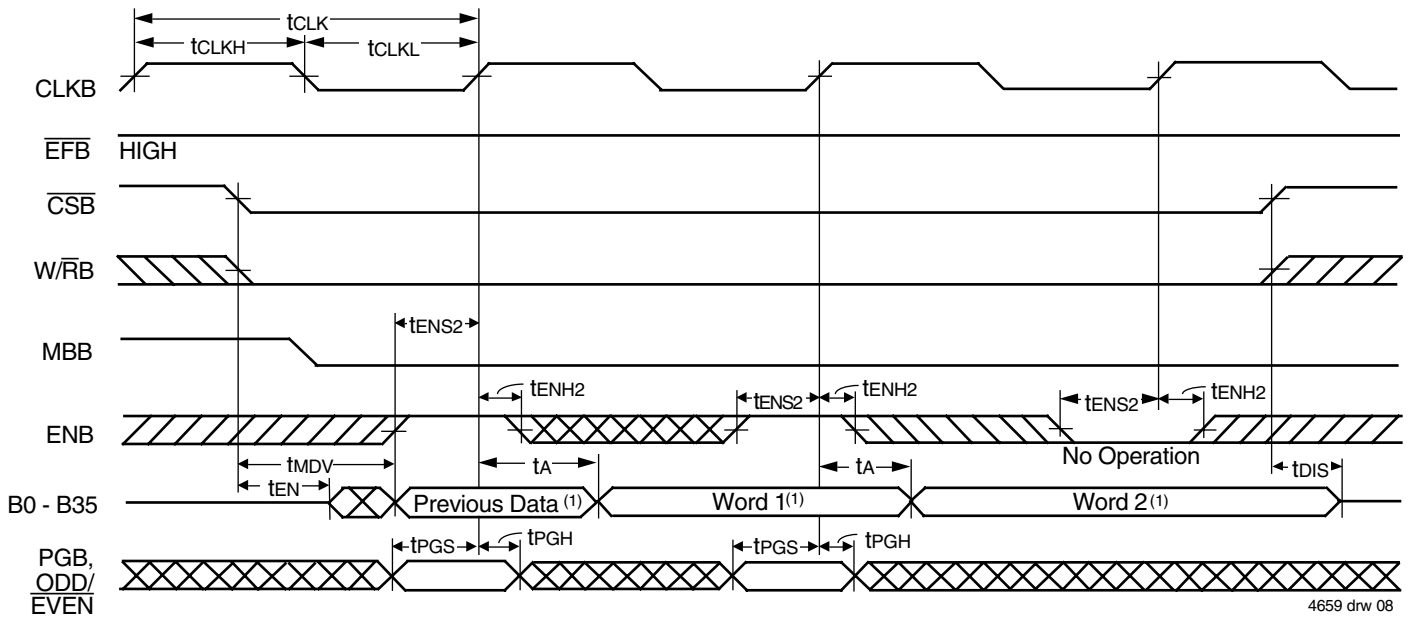 tCLK
tCLKH
tCLKL
CLKB
EFB
HIGH
CSB
W/RB
tENS2
MBB
tENH2
tENS2
tENH2
tENS2
tENH2
ENB
No Operation
tMDV
tA
tA
tDIS
tEN
B0 - B35
Previous Data (1)
Word 1(1)
Word 2(1)
tPGS
tPGH
tPGS
tPGH
PGB,
ODD/
EVEN
4659 drw 08